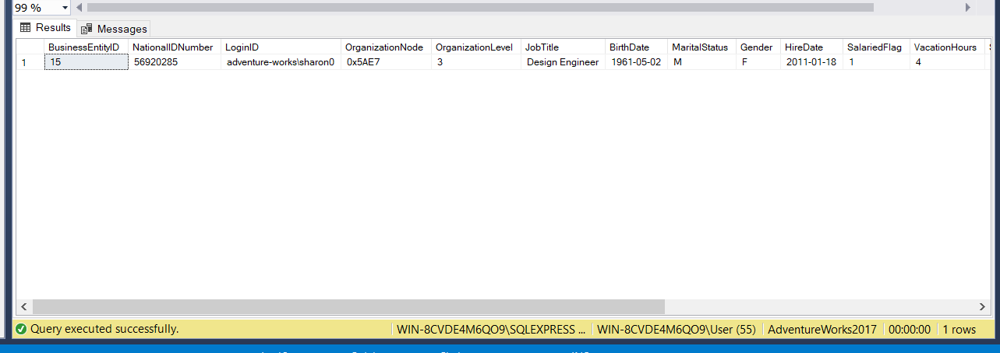 99 %
Results Messages
BusinessEntityID NationalIDNumber LoginID OrganizationNode OrganizationLevel JobTitle BirthDate MaritalStatus Gender HireDate SalariedFlag VacationHours
1 15 56920285 adventure-works\sharon0 0x5AE7 3 Design Engineer 1961-05-02 M F 2011-01-18 1 4
Query executed successfully. WIN-8CVDE4M6QO9\SQLEXPRESS ... WIN-8CVDE4M6QO9\User (55) AdventureWorks2017 00:00:00 1 rows